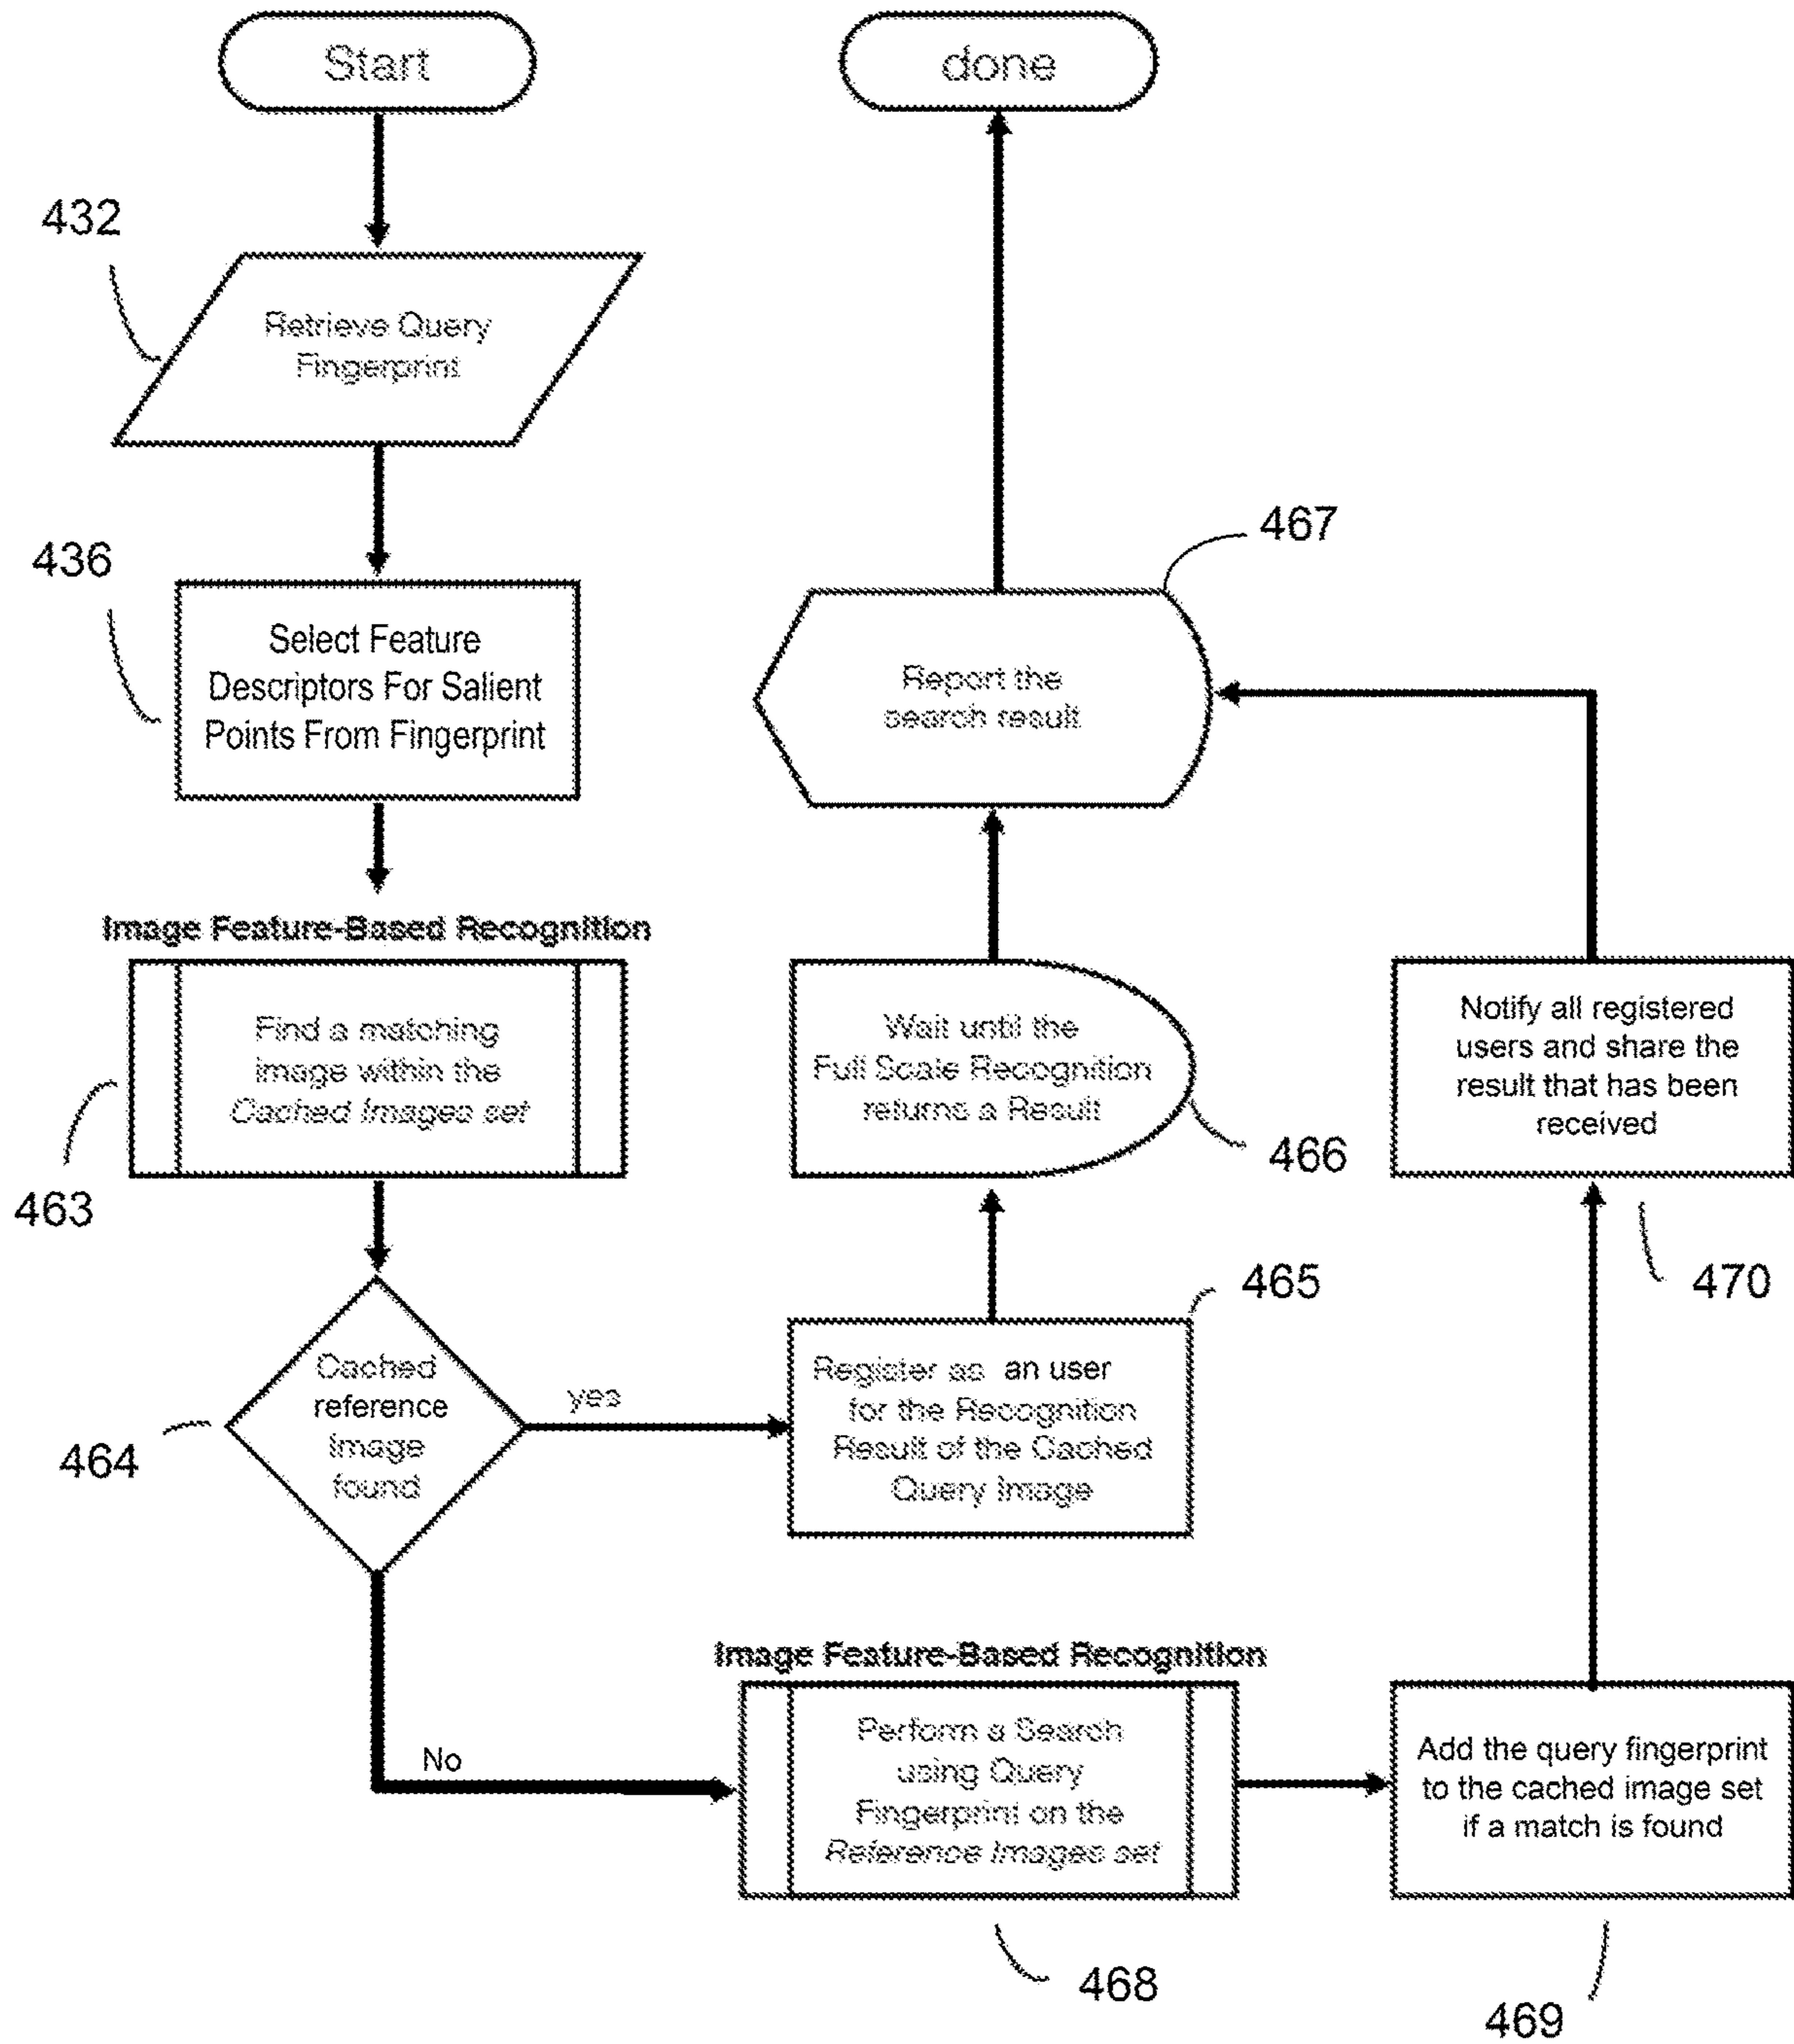 Start
done
432
Retrieve Query
Fingerprint
436
Select Feature
Descriptors For Salient
Points From Fingerprint
467
Report the
search result
Image Feature-Based Recognition
Find a matching
image within the
Cached Images set
463
Wait until the
Full Scale Recognition
returns a Result
466
Notify all registered
users and share the
result that has been
received
470
Cached
reference
Image
found
464
yes
465
Register as an user
for the Recognition
Result of the Cached
Query Image
No
Image Feature-Based Recognition
Perform a Search
using Query
Fingerprint on the
Reference Images set
468
Add the query fingerprint
to the cached image set
if a match is found
469